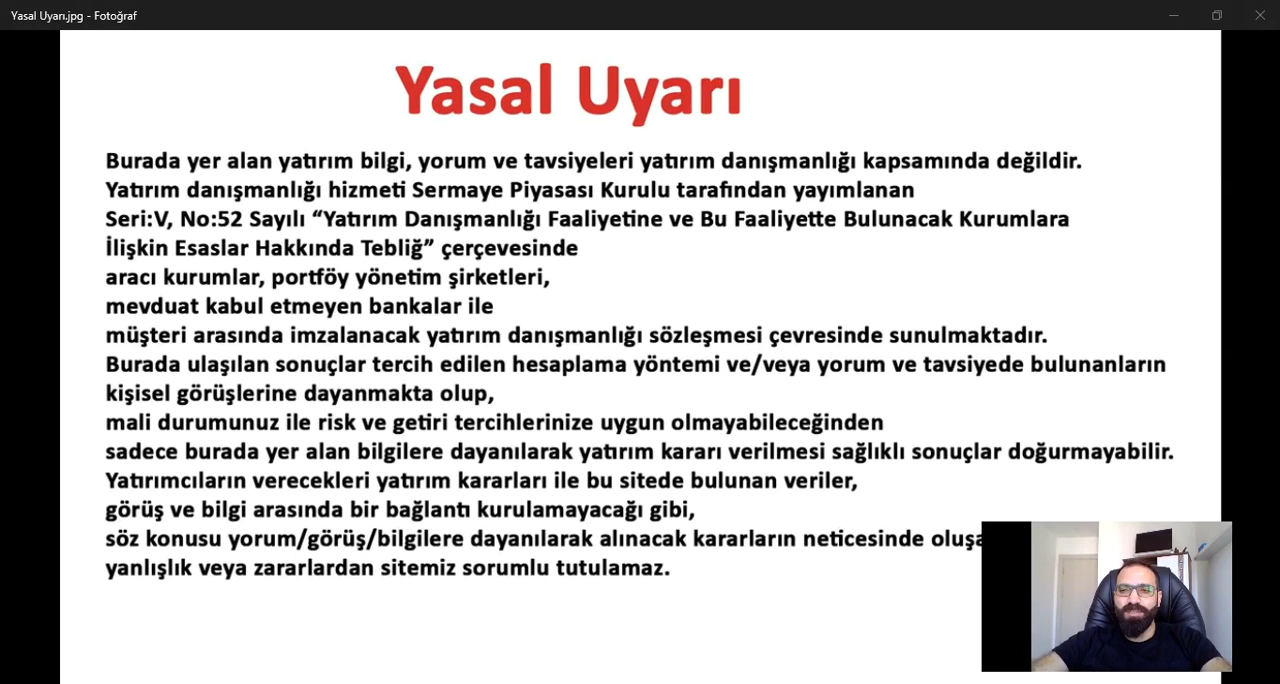 Yasal Uyarı.jpg - Fotoğraf
Yasal Uyarı
Burada yer alan yatırım bilgi, yorum ve tavsiyeleri yatırım danışmanlığı kapsamında değildir.
Yatırım danışmanlığı hizmeti Sermaye Piyasası Kurulu tarafından yayımlanan
Seri:V, No:52 Sayılı “Yatırım Danışmanlığı Faaliyetine ve Bu Faaliyette Bulunacak Kurumlara
İlişkin Esaslar Hakkında Tebliğ” çerçevesinde
aracı kurumlar, portföy yönetim şirketleri,
mevduat kabul etmeyen bankalar ile
müşteri arasında imzalanacak yatırım danışmanlığı sözleşmesi çevresinde sunulmaktadır.
Burada ulaşılan sonuçlar tercih edilen hesaplama yöntemi ve/veya yorum ve tavsiyede bulunanların
kişisel görüşlerine dayanmakta olup,
mali durumunuz ile risk ve getiri tercihlerinize uygun olmayabileceğinden
sadece burada yer alan bilgilere dayanılarak yatırım kararı verilmesi sağlıklı sonuçlar doğurmayabilir.
Yatırımcıların verecekleri yatırım kararları ile bu sitede bulunan veriler,
görüş ve bilgi arasında bir bağlantı kurulamayacağı gibi,
söz konusu yorum/görüş/bilgilere dayanılarak alınacak kararların neticesinde
yanlışlık veya zararlardan sitemiz sorumlu tutulamaz.